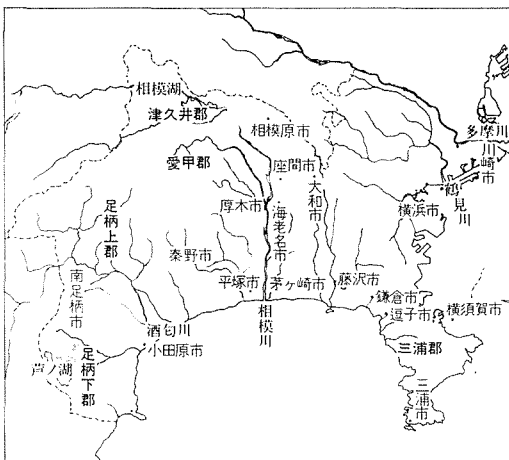 相模湖
津久井郡
相模原市
多摩川
川崎市
愛甲郡
座間市
大和市
鶴見川
足柄上郡
厚木市
海老名市
横浜市
秦野市
南足柄市
平塚市
茅ヶ崎市
藤沢市
鎌倉市
逗子市
横須賀市
酒匂川
相模川
小田原市
三浦郡
芦ノ湖
足柄下郡
三浦市